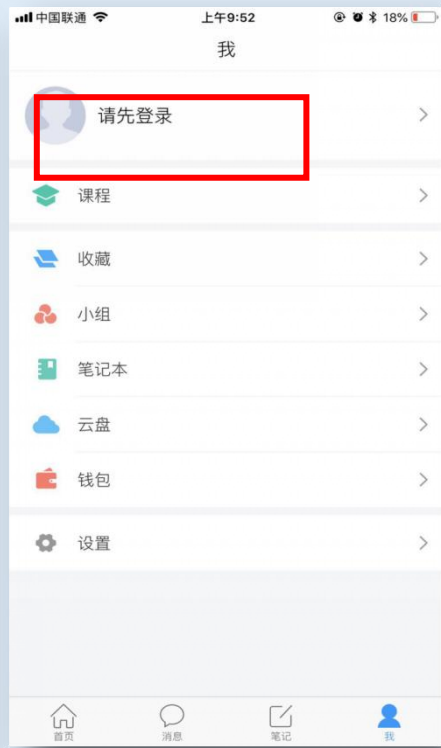 中国联通 上午9:52 18%
我
请先登录
课程
收藏
小组
笔记本
云盘
钱包
设置
首页 消息 笔记 我